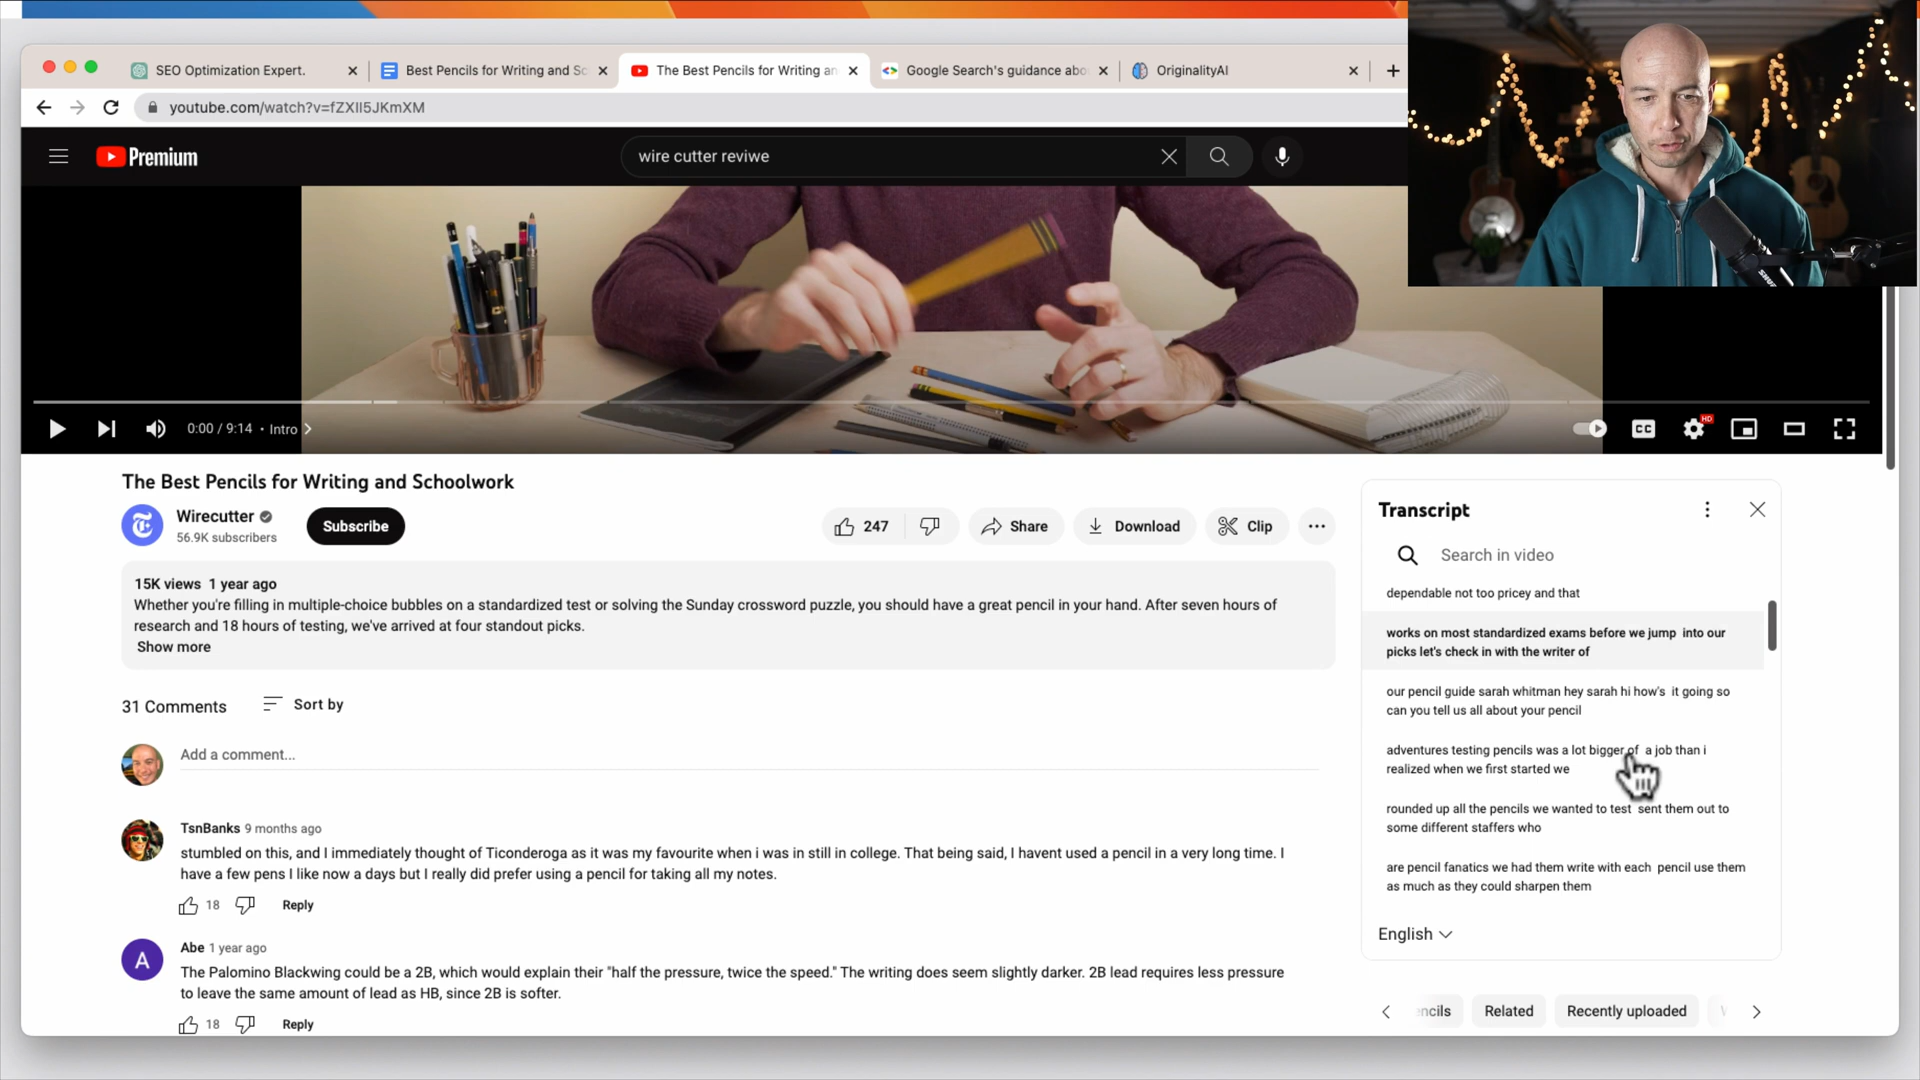 SEO Optimization Expert.
Best Pencils for Writing and Sc
The Best Pencils for Writing an
Google Search's guidance abo
OriginalityAI
youtube.com/watch?v=fZXIl5JKmXM
Premium
wire cutter reviwe
SHURE
0:00 / 9:14 • Intro
CC
HD
The Best Pencils for Writing and Schoolwork
Wirecutter
56.9K subscribers
Subscribe
247
Share
Download
Clip
15K views 1 year ago
Whether you're filling in multiple-choice bubbles on a standardized test or solving the Sunday crossword puzzle, you should have a great pencil in your hand. After seven hours of
research and 18 hours of testing, we've arrived at four standout picks.
Show more
31 Comments
Sort by
Add a comment...
TsnBanks 9 months ago
stumbled on this, and I immediately thought of Ticonderoga as it was my favourite when i was in still in college. That being said, I havent used a pencil in a very long time. I
have a few pens I like now a days but I really did prefer using a pencil for taking all my notes.
18
Reply
A
Abe 1 year ago
The Palomino Blackwing could be a 2B, which would explain their "half the pressure, twice the speed." The writing does seem slightly darker. 2B lead requires less pressure
to leave the same amount of lead as HB, since 2B is softer.
18
Reply
Transcript
Search in video
dependable not too pricey and that
works on most standardized exams before we jump into our
picks let's check in with the writer of
our pencil guide sarah whitman hey sarah hi how's it going so
can you tell us all about your pencil
adventures testing pencils was a lot bigger of a job than i
realized when we first started we
rounded up all the pencils we wanted to test sent them out to
some different staffers who
are pencil fanatics we had them write with each pencil use them
as much as they could sharpen them
English
encils
Related
Recently uploaded